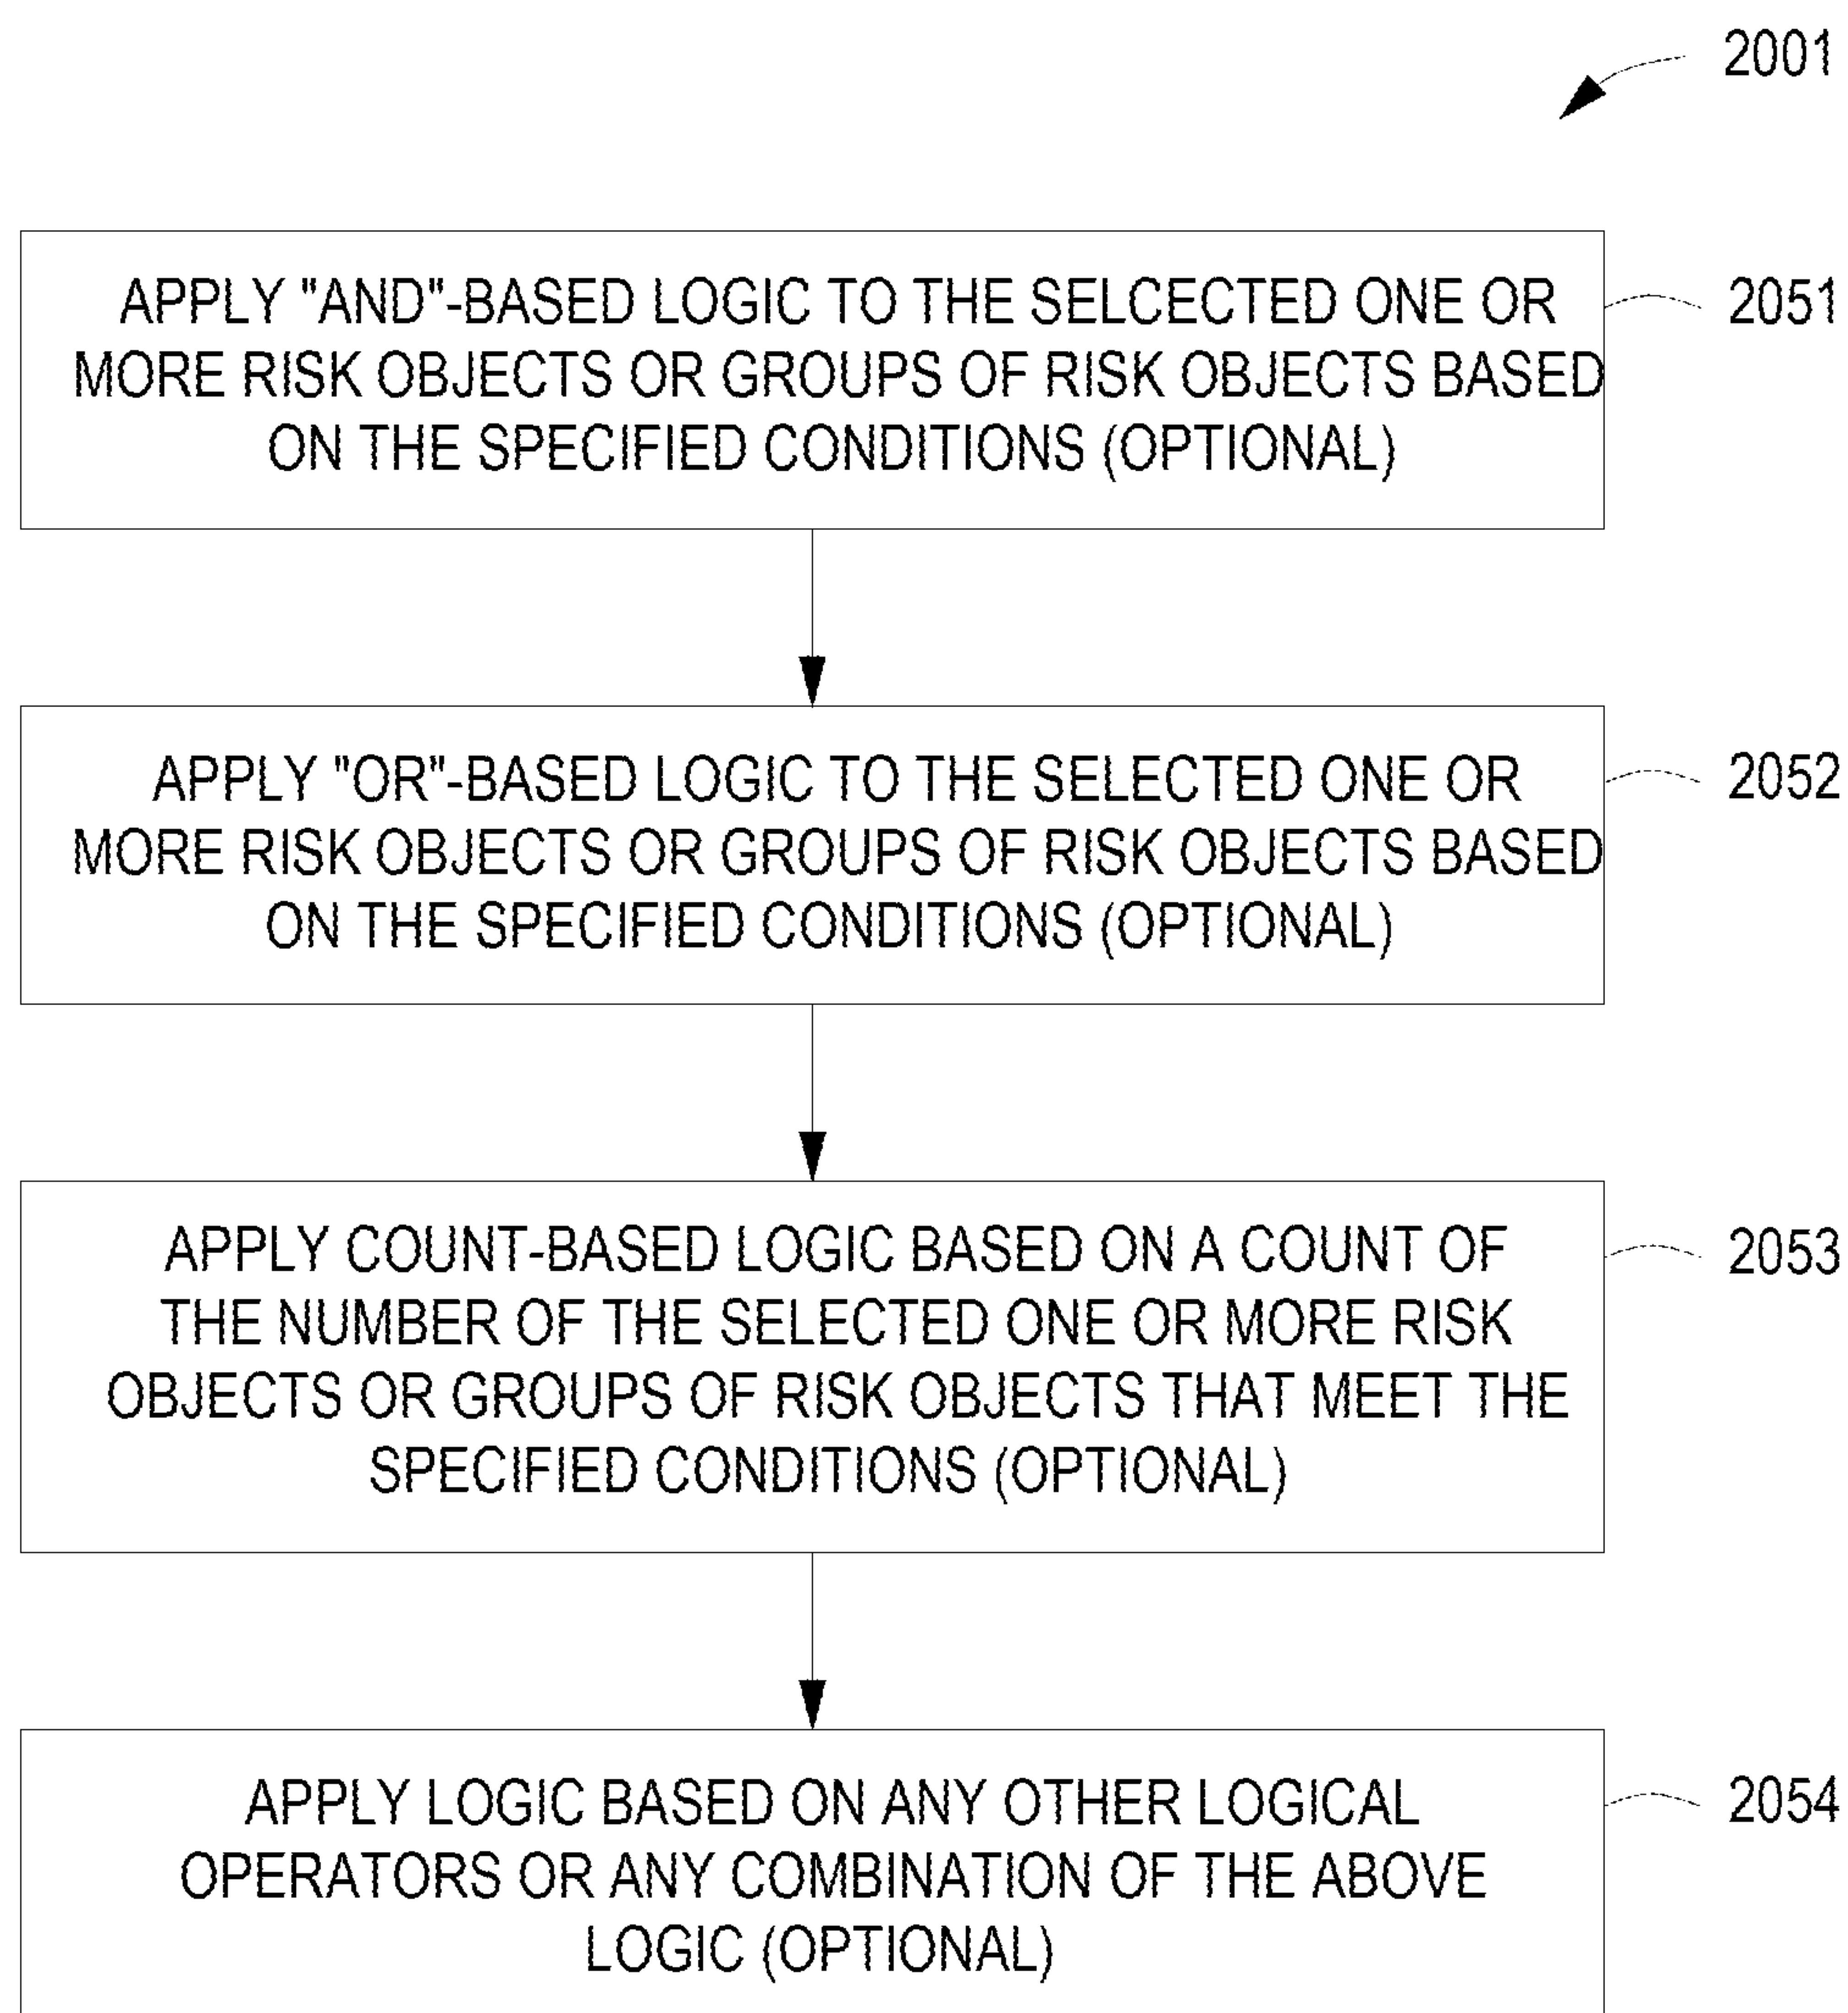 2001
APPLY "AND"-BASED LOGIC TO THE SELCECTED ONE OR
MORE RISK OBJECTS OR GROUPS OF RISK OBJECTS BASED
ON THE SPECIFIED CONDITIONS (OPTIONAL)
2051
APPLY "OR"-BASED LOGIC TO THE SELECTED ONE OR
MORE RISK OBJECTS OR GROUPS OF RISK OBJECTS BASED
ON THE SPECIFIED CONDITIONS (OPTIONAL)
2052
APPLY COUNT-BASED LOGIC BASED ON A COUNT OF
THE NUMBER OF THE SELECTED ONE OR MORE RISK
OBJECTS OR GROUPS OF RISK OBJECTS THAT MEET THE
SPECIFIED CONDITIONS (OPTIONAL)
2053
APPLY LOGIC BASED ON ANY OTHER LOGICAL
OPERATORS OR ANY COMBINATION OF THE ABOVE
LOGIC (OPTIONAL)
2054